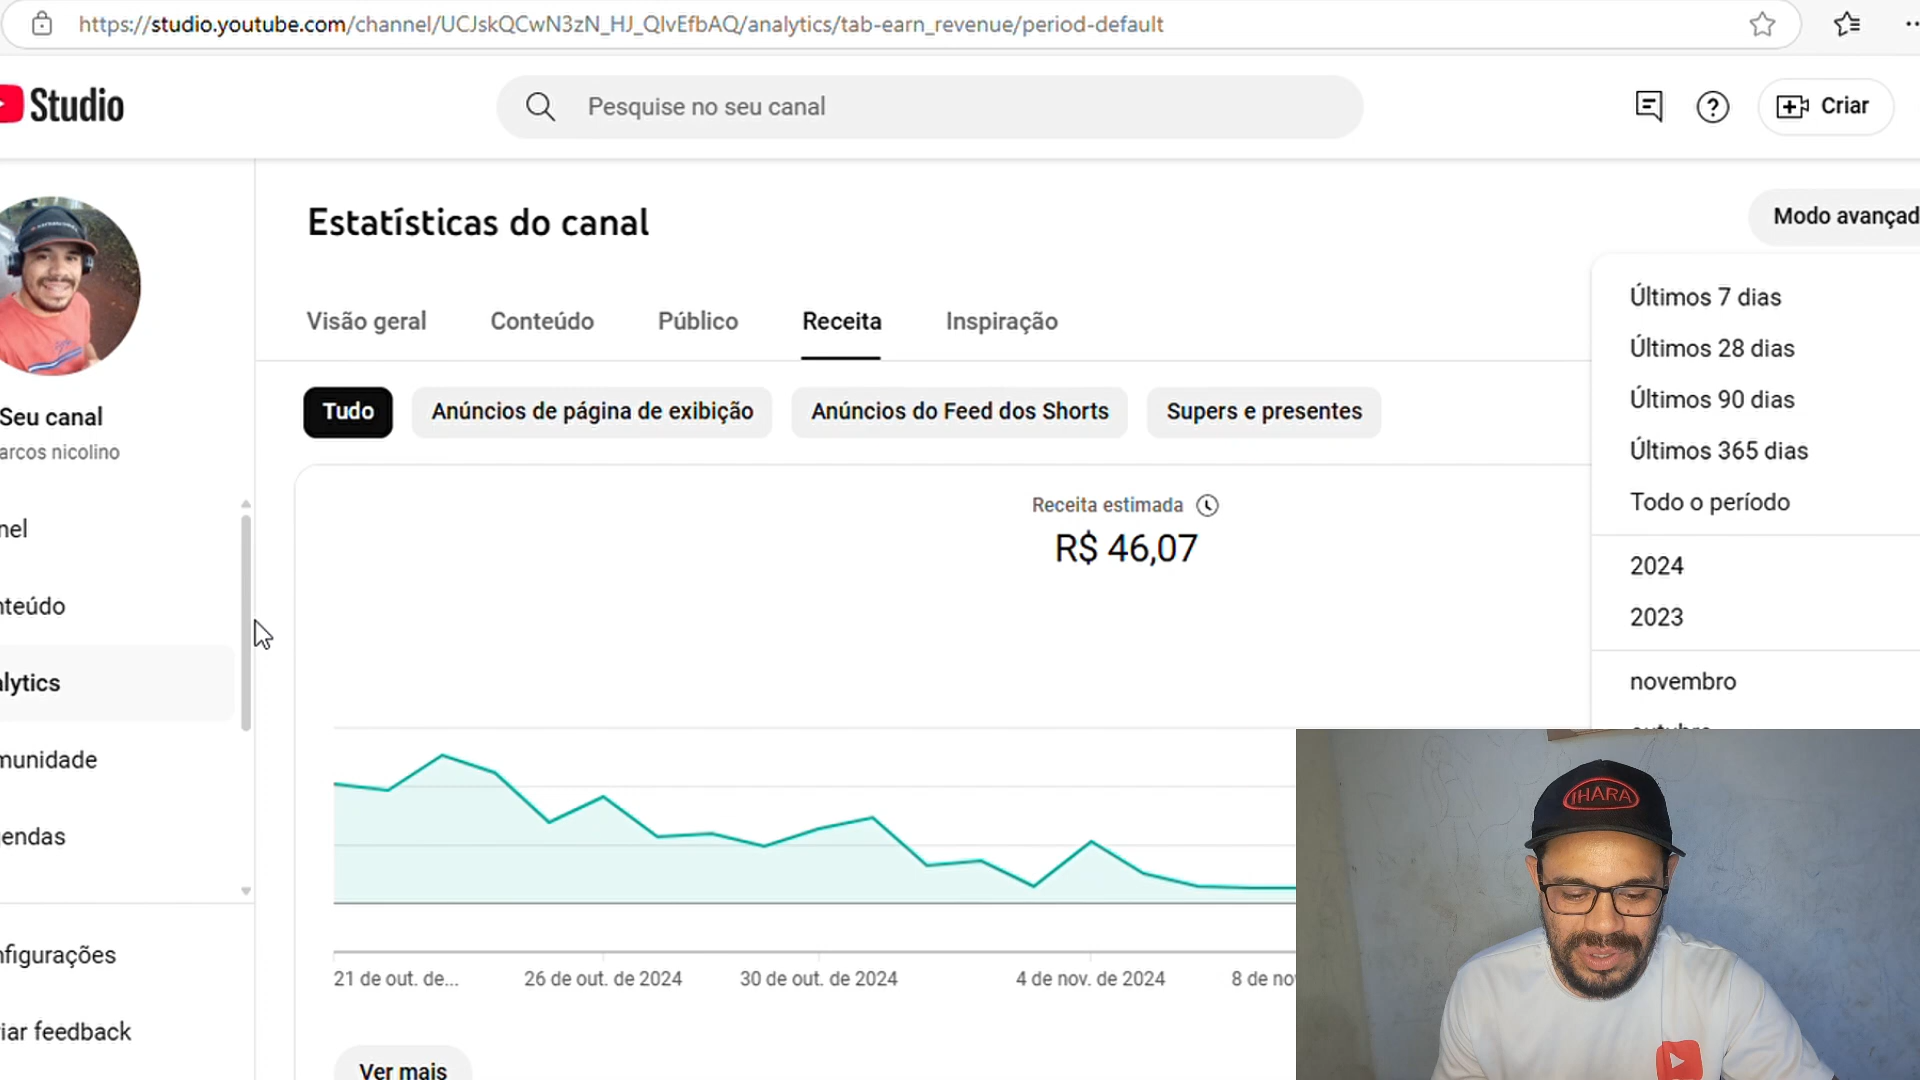 https://studio.youtube.com/channel/UCJskQCwN3zN_HJ_QlvEfbAQ/analytics/tab-earn_revenue/period-default
Studio
Pesquise no seu canal
Criar
Estatísticas do canal
Modo avançad
Visão geral
Conteúdo
Público
Receita
Inspiração
Últimos 7 dias
Últimos 28 dias
Últimos 90 dias
Últimos 365 dias
Todo o período
2024
2023
novembro
Tudo
Anúncios de página de exibição
Anúncios do Feed dos Shorts
Supers e presentes
Seu canal
arcos nicolino
nel
nteúdo
alytics
munidade
gendas
nfigurações
iar feedback
Receita estimada
R$ 46,07
21 de out. de...
26 de out. de 2024
30 de out. de 2024
4 de nov. de 2024
8 de no
Ver mais
IHARA